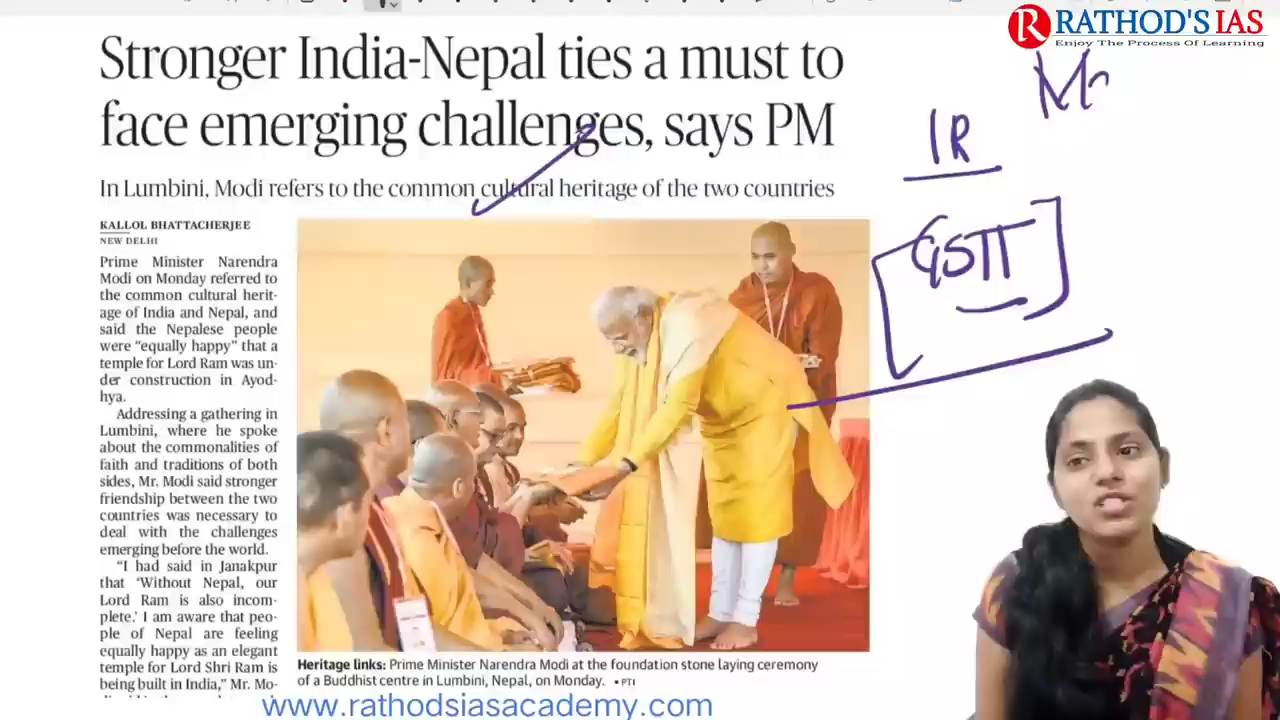 RATHOD'S IAS
Enjoy The Process Of Learning
Stronger India-Nepal ties a must to
face emerging challenges, says PM
In Lumbini, Modi refers to the common cultural heritage of the two countries
IR
KALLOL BHATTACHERJEE
NEW DELHI
Prime Minister Narendra
Modi on Monday referred to
the common cultural herit-
age of India and Nepal, and
said the Nepalese people
were “equally happy” that a
temple for Lord Ram was un-
der construction in Ayod-
hya.
Addressing a gathering in
Lumbini, where he spoke
about the commonalities of
faith and traditions of both
sides, Mr. Modi said stronger
friendship between the two
countries was necessary to
deal with the challenges
emerging before the world.
“I had said in Janakpur
that ‘Without Nepal, our
Lord Ram is also incom-
plete.’ I am aware that peo-
ple of Nepal are feeling
equally happy as an elegant
temple for Lord Shri Ram is
being built in India,” Mr. Mo-
Heritage links: Prime Minister Narendra Modi at the foundation stone laying ceremony
of a Buddhist centre in Lumbini, Nepal, on Monday. • PTI
www.rathodsiasacademy.com